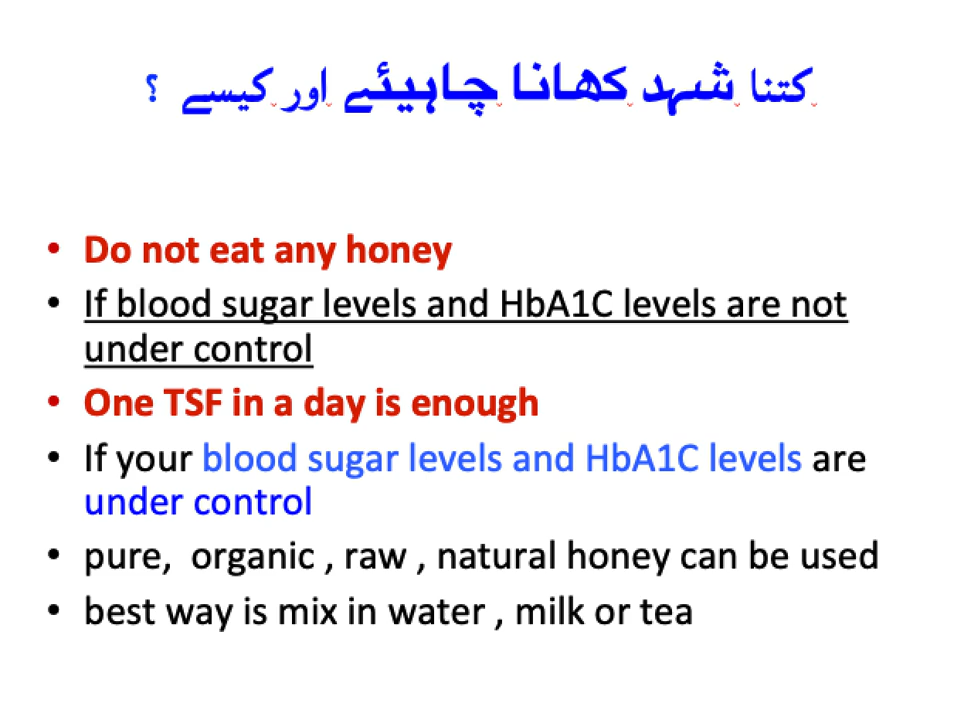 کتنا شہد کھانا چاہیئے اور کیسے ؟
• Do not eat any honey
• If blood sugar levels and HbA1C levels are not
under control
• One TSF in a day is enough
• If your blood sugar levels and HbA1C levels are
under control
• pure, organic , raw , natural honey can be used
• best way is mix in water , milk or tea